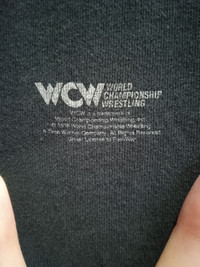 WCW WORLD
CHAMPIONSHIP
WRESTLING
WCW is a trademark of
World Championship Wrestling, Inc.
World Championship Wrestling
A Time Warner Company. All Rights Reserved
Under License to